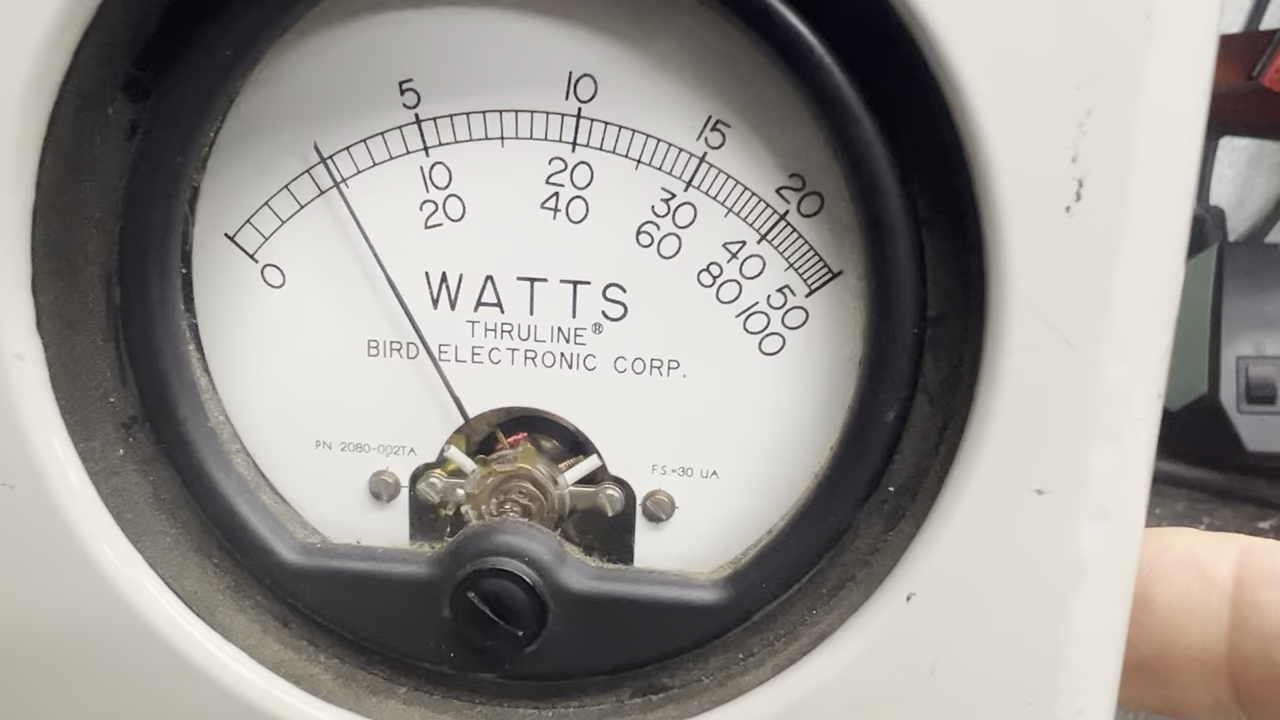 5 10 15 20
0 10 20 30 40 50
20 40 60 80 100
WATTS
THRULINE®
BIRD ELECTRONIC CORP.
PN 2080-002TA
F.S.=30 UA